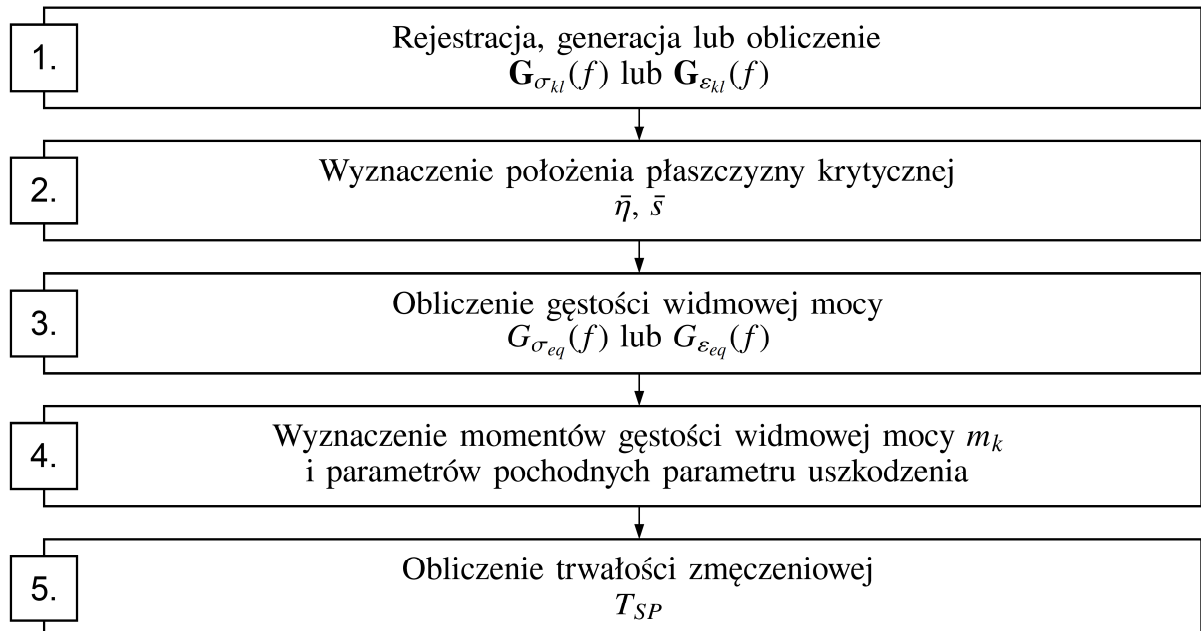 1.
Rejestracja, generacja lub obliczenie
𝐆_{σ_{kl}}(f) lub 𝐆_{ε_{kl}}(f)
2.
Wyznaczenie położenia płaszczyzny krytycznej
η̄, s̄
3.
Obliczenie gęstości widmowej mocy
G_{σ_{eq}}(f) lub G_{ε_{eq}}(f)
4.
Wyznaczenie momentów gęstości widmowej mocy m_k
i parametrów pochodnych parametru uszkodzenia
5.
Obliczenie trwałości zmęczeniowej
T_{SP}